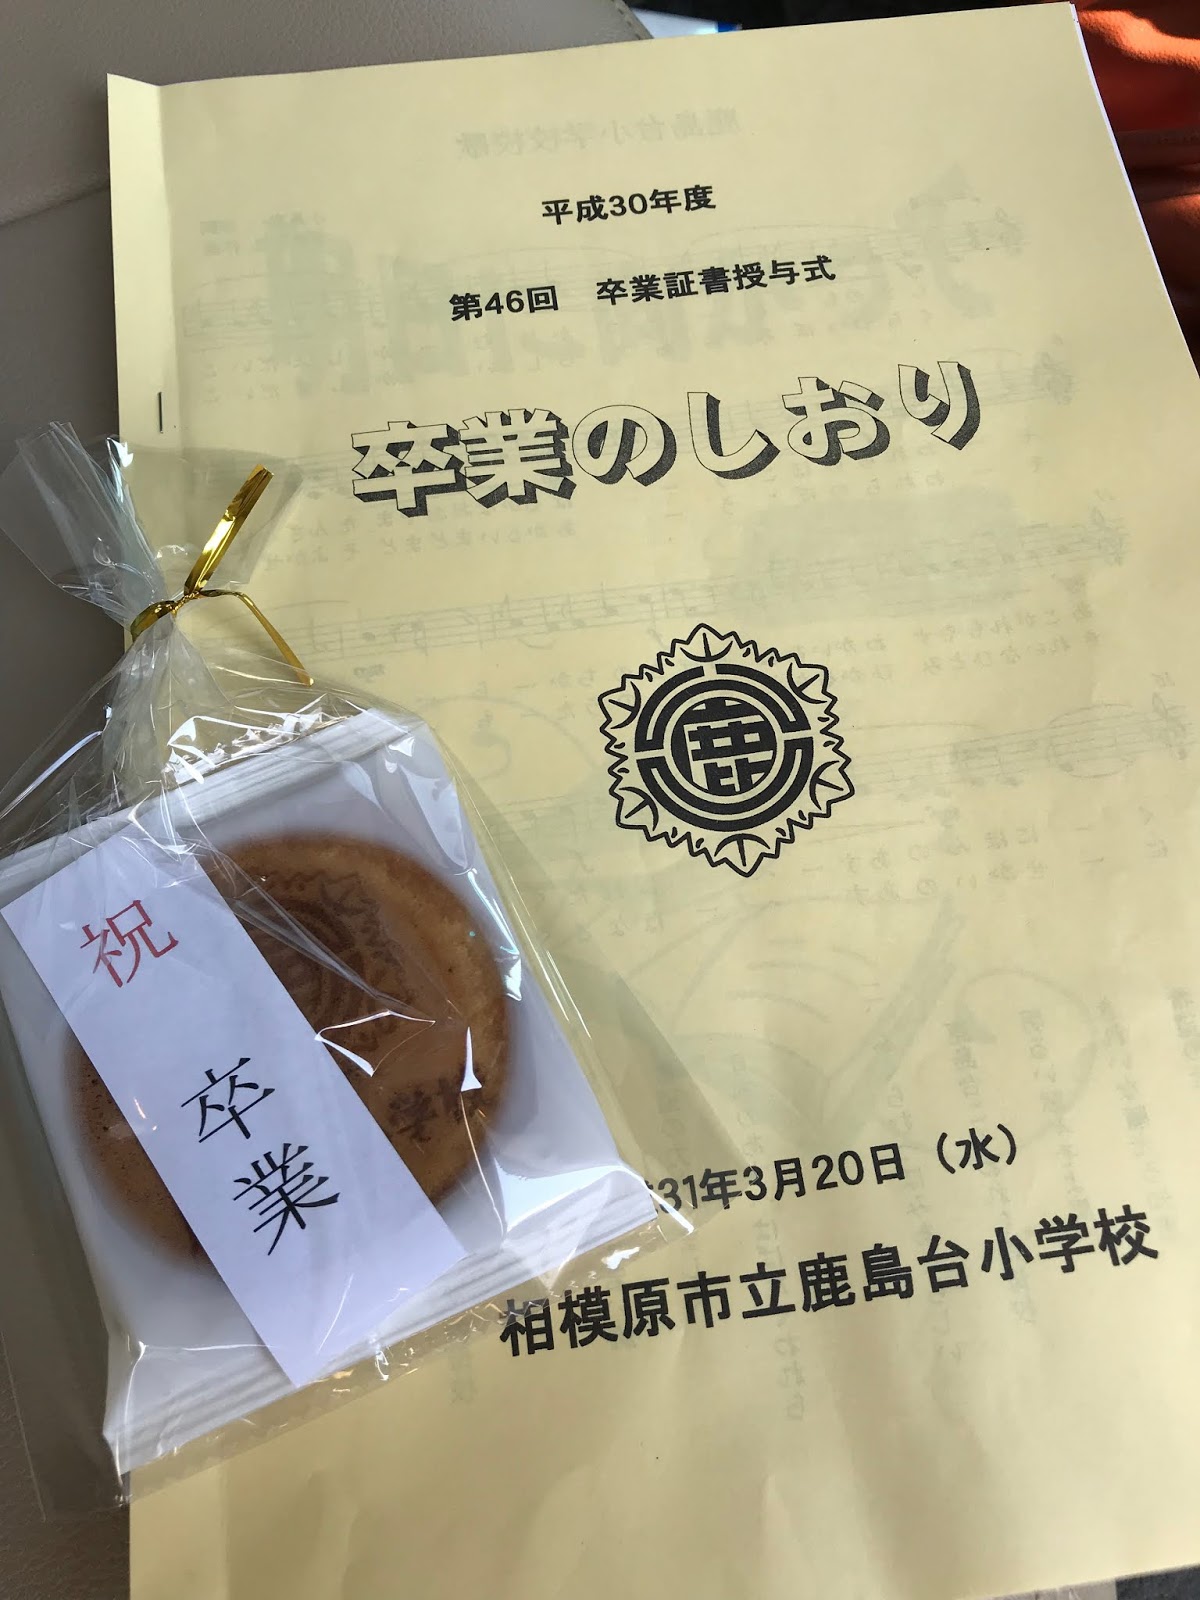 平成30年度
第46回 卒業証書授与式
卒業のしおり
鹿
31年3月20日（水）
相模原市立鹿島台小学校
祝 卒業